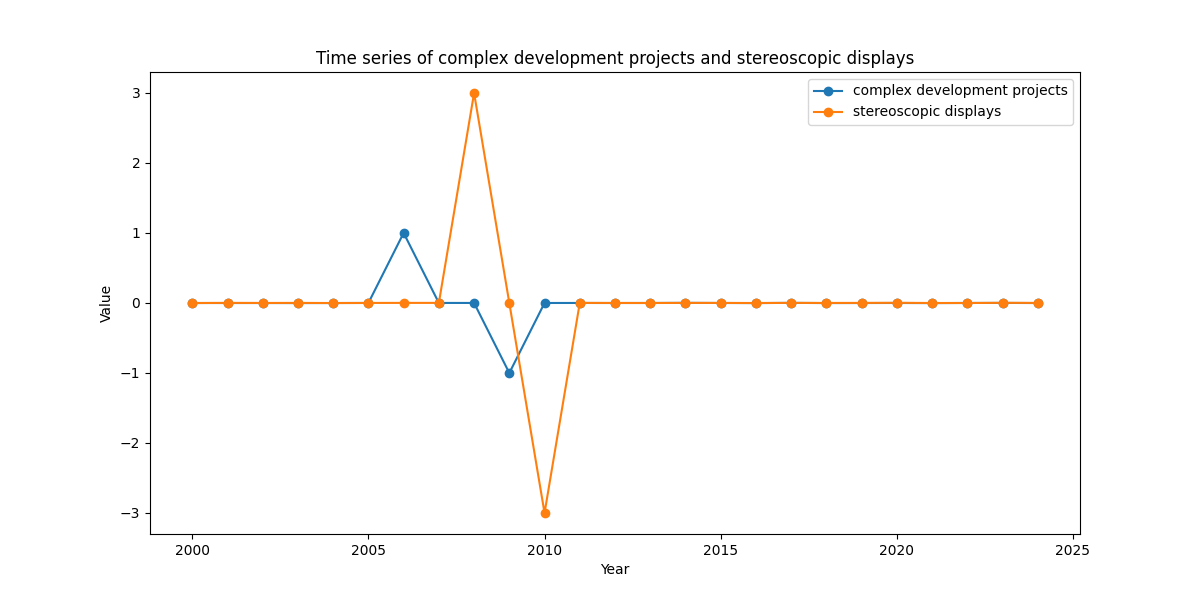 Time series of complex development projects and stereoscopic displays
complex development projects
stereoscopic displays
Value
3
2
1
0
−1
−2
−3
2000
2005
2010
2015
2020
2025
Year